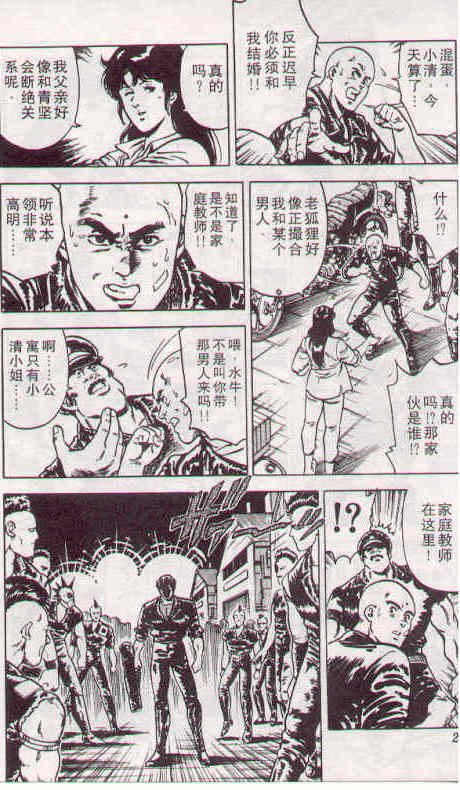 混蛋，
小清，今
天算了…
反正迟早
你必须和
我结婚!!
真的
吗？
我父亲好
像和青坚
会断绝关
系呢．
什么!?
老狐狸好
像正撮合
我和某个
男人．
真的
吗!?那家
伙是谁!?
知道了，
是不是家
庭教师!!
听说本
领非常
高明……
喂，水牛！
不是叫你带
那男人来吗!!
啊……公
寓只有小
清小姐……
家庭教师
在这里！
!?
2